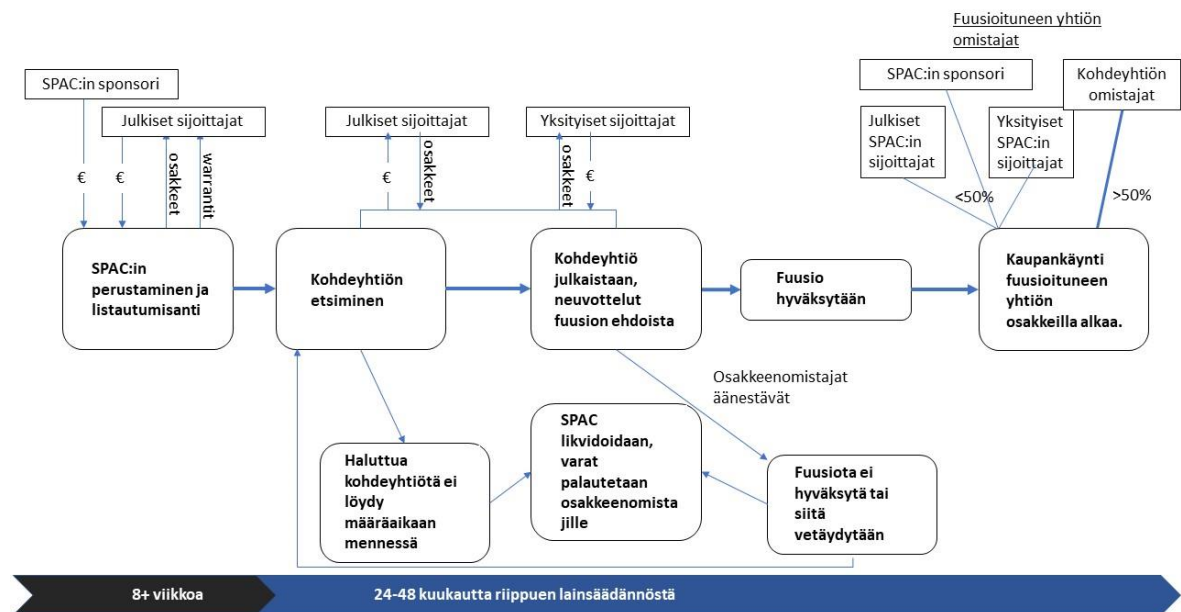 Fuusioituneen yhtiön
omistajat
SPAC:in sponsori
Julkiset sijoittajat
€
€
osakkeet
warrantit
Julkiset sijoittajat
€
osakkeet
Yksityiset sijoittajat
osakkeet
€
SPAC:in sponsori
Kohdeyhtiön
omistajat
Julkiset
SPAC:in
sijoittajat
Yksityiset
SPAC:in
sijoittajat
<50%
>50%
SPAC:in
perustaminen ja
listautumisanti
Kohdeyhtiön
etsiminen
Kohdeyhtiö
julkaistaan,
neuvottelut
fuusion ehdoista
Fuusio
hyväksytään
Kaupankäynti
fuusioituneen
yhtiön
osakkeilla alkaa.
Osakkeenomistajat
äänestävät
Haluttua
kohdeyhtiötä ei
löydy
määräaikaan
mennessä
SPAC
likvidoidaan,
varat
palautetaan
osakkeenomista
jille
Fuusiota ei
hyväksytä tai
siitä
vetäydytään
8+ viikkoa
24-48 kuukautta riippuen lainsäädännöstä